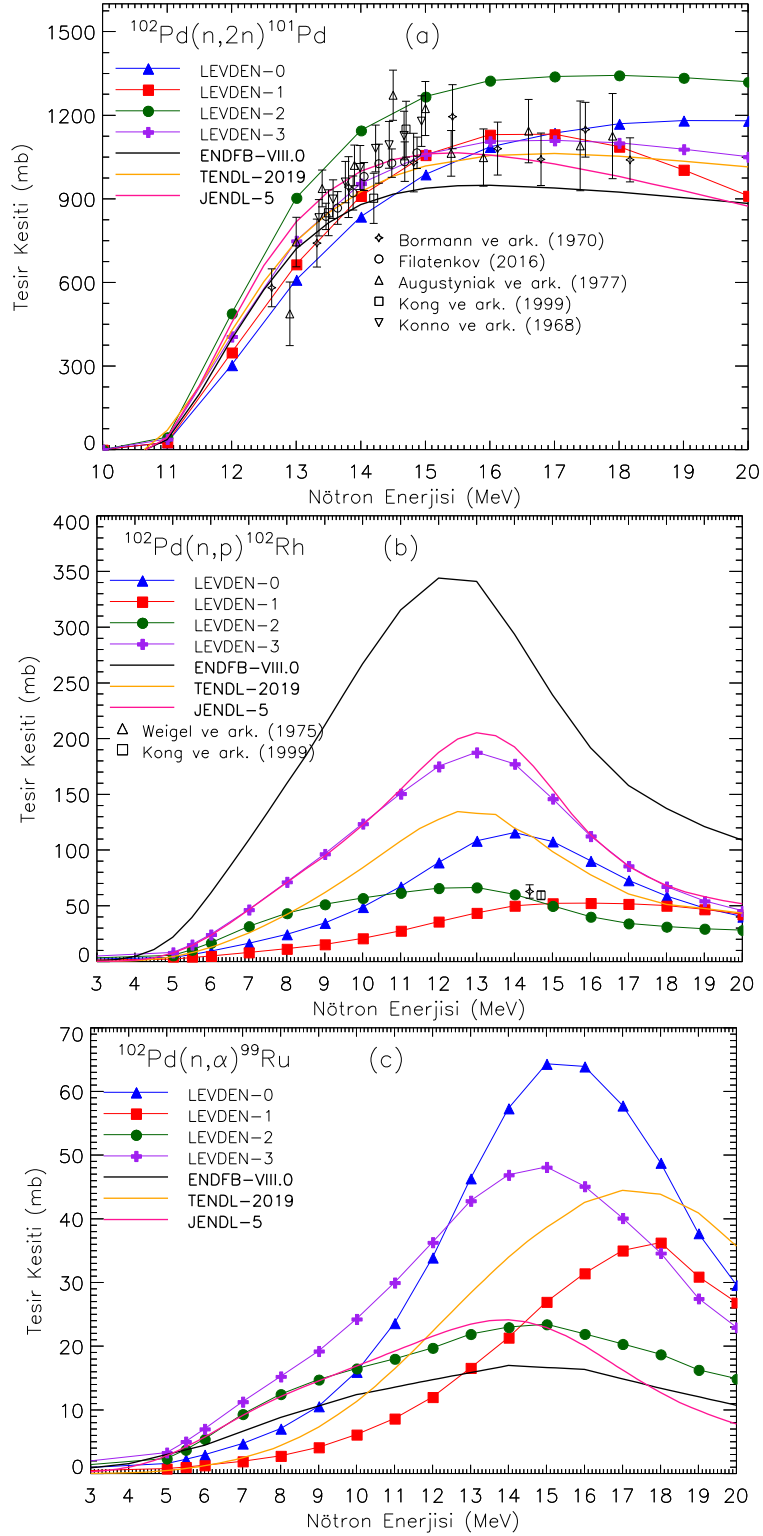 ¹⁰²Pd(n,2n)¹⁰¹Pd (a)
LEVDEN-0
LEVDEN-1
LEVDEN-2
LEVDEN-3
ENDFB-VIII.0
TENDL-2019
JENDL-5
Bormann ve ark. (1970)
Filatenkov (2016)
Augustyniak ve ark. (1977)
Kong ve ark. (1999)
Konno ve ark. (1968)
Tesir Kesiti (mb)
1500
1200
900
600
300
0
10 11 12 13 14 15 16 17 18 19 20
Nötron Enerjisi (MeV)
¹⁰²Pd(n,p)¹⁰²Rh (b)
LEVDEN-0
LEVDEN-1
LEVDEN-2
LEVDEN-3
ENDFB-VIII.0
TENDL-2019
JENDL-5
Weigel ve ark. (1975)
Kong ve ark. (1999)
Tesir Kesiti (mb)
400
350
300
250
200
150
100
50
0
3 4 5 6 7 8 9 10 11 12 13 14 15 16 17 18 19 20
Nötron Enerjisi (MeV)
¹⁰²Pd(n,α)⁹⁹Ru (c)
LEVDEN-0
LEVDEN-1
LEVDEN-2
LEVDEN-3
ENDFB-VIII.0
TENDL-2019
JENDL-5
Tesir Kesiti (mb)
70
60
50
40
30
20
10
0
3 4 5 6 7 8 9 10 11 12 13 14 15 16 17 18 19 20
Nötron Enerjisi (MeV)